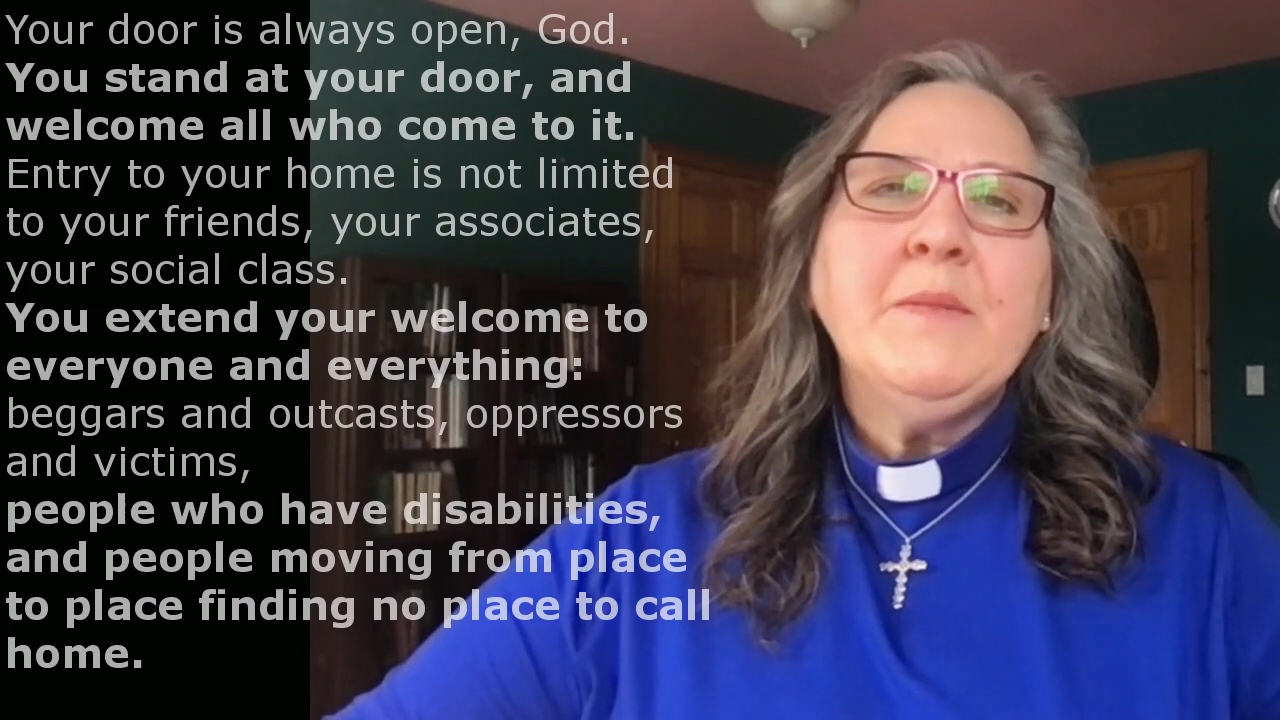 Your door is always open, God.
You stand at your door, and
welcome all who come to it.
Entry to your home is not limited
to your friends, your associates,
your social class.
You extend your welcome to
everyone and everything:
beggars and outcasts, oppressors
and victims,
people who have disabilities,
and people moving from place
to place finding no place to call
home.